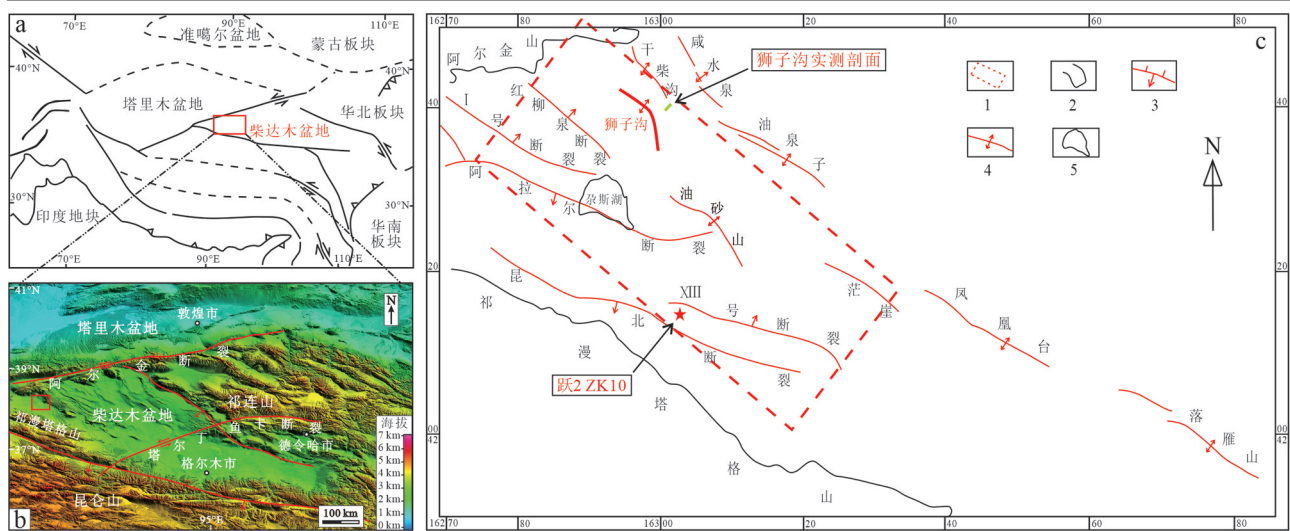 a
70°E
90°E
110°E
准噶尔盆地
蒙古板块
40°N
40°N
塔里木盆地
华北板块
柴达木盆地
30°N
30°N
印度地块
华南
板块
70°E
90°E
110°E
41°N
N
塔里木盆地
敦煌市
39°N
阿尔金断裂
祁连山
柴达木盆地
鱼卡断裂
祁漫塔格山
塔尔丁
德令哈市
37°N
格尔木市
昆仑山
海拔
7 km
6 km
5 km
4 km
3 km
2 km
1 km
0 km
b
95°E
100 km
162 70
80
163 00
20
60
80
c
阿尔金山
干柴沟
咸水泉
狮子沟实测剖面
1
2
3
4
5
N
40
40
I号断裂
红柳泉断裂
狮子沟
油泉子
阿拉尔断裂
尕斯湖
油砂山
20
20
昆北断裂
XIII号断裂
茫崖
凤凰台
祁漫塔格山
跃2 ZK10
落雁山
00
42
00
42
162 70
80
163 00
20
60
80